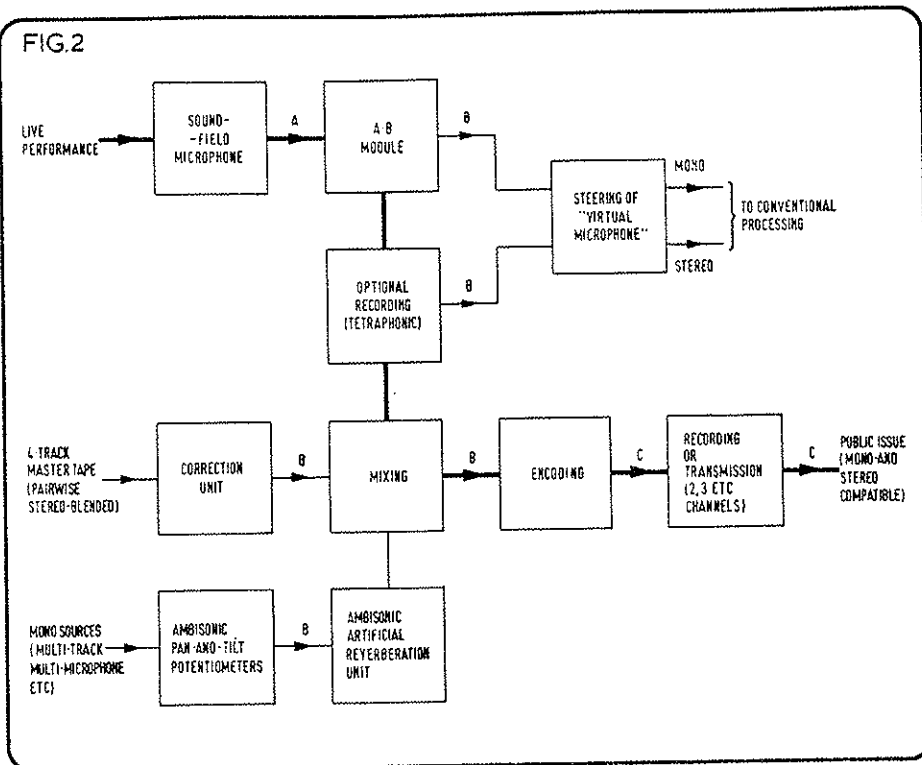 FIG.2
LIVE
PERFORMANCE
SOUND-
-FIELD
MICROPHONE
A
A-B
MODULE
B
STEERING OF
"VIRTUAL
MICROPHONE"
MONO
STEREO
TO CONVENTIONAL
PROCESSING
OPTIONAL
RECORDING
(TETRAPHONIC)
B
4-TRACK
MASTER TAPE
(PAIRWISE
STEREO-BLENDED)
CORRECTION
UNIT
B
MIXING
B
ENCODING
C
RECORDING
OR
TRANSMISSION
(2,3 ETC
CHANNELS)
C
PUBLIC ISSUE
(MONO-AND
STEREO
COMPATIBLE)
MONO SOURCES
(MULTI-TRACK
MULTI-MICROPHONE
ETC)
AMBISONIC
PAN-AND-TILT
POTENTIOMETERS
B
AMBISONIC
ARTIFICIAL
REVERBERATION
UNIT